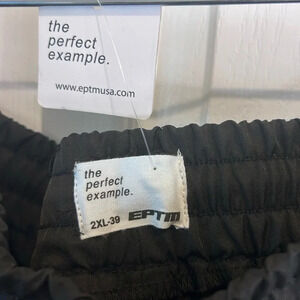 the
perfect
example.
www.eptmusa.com
the
perfect
example.
2XL-39 EPTM